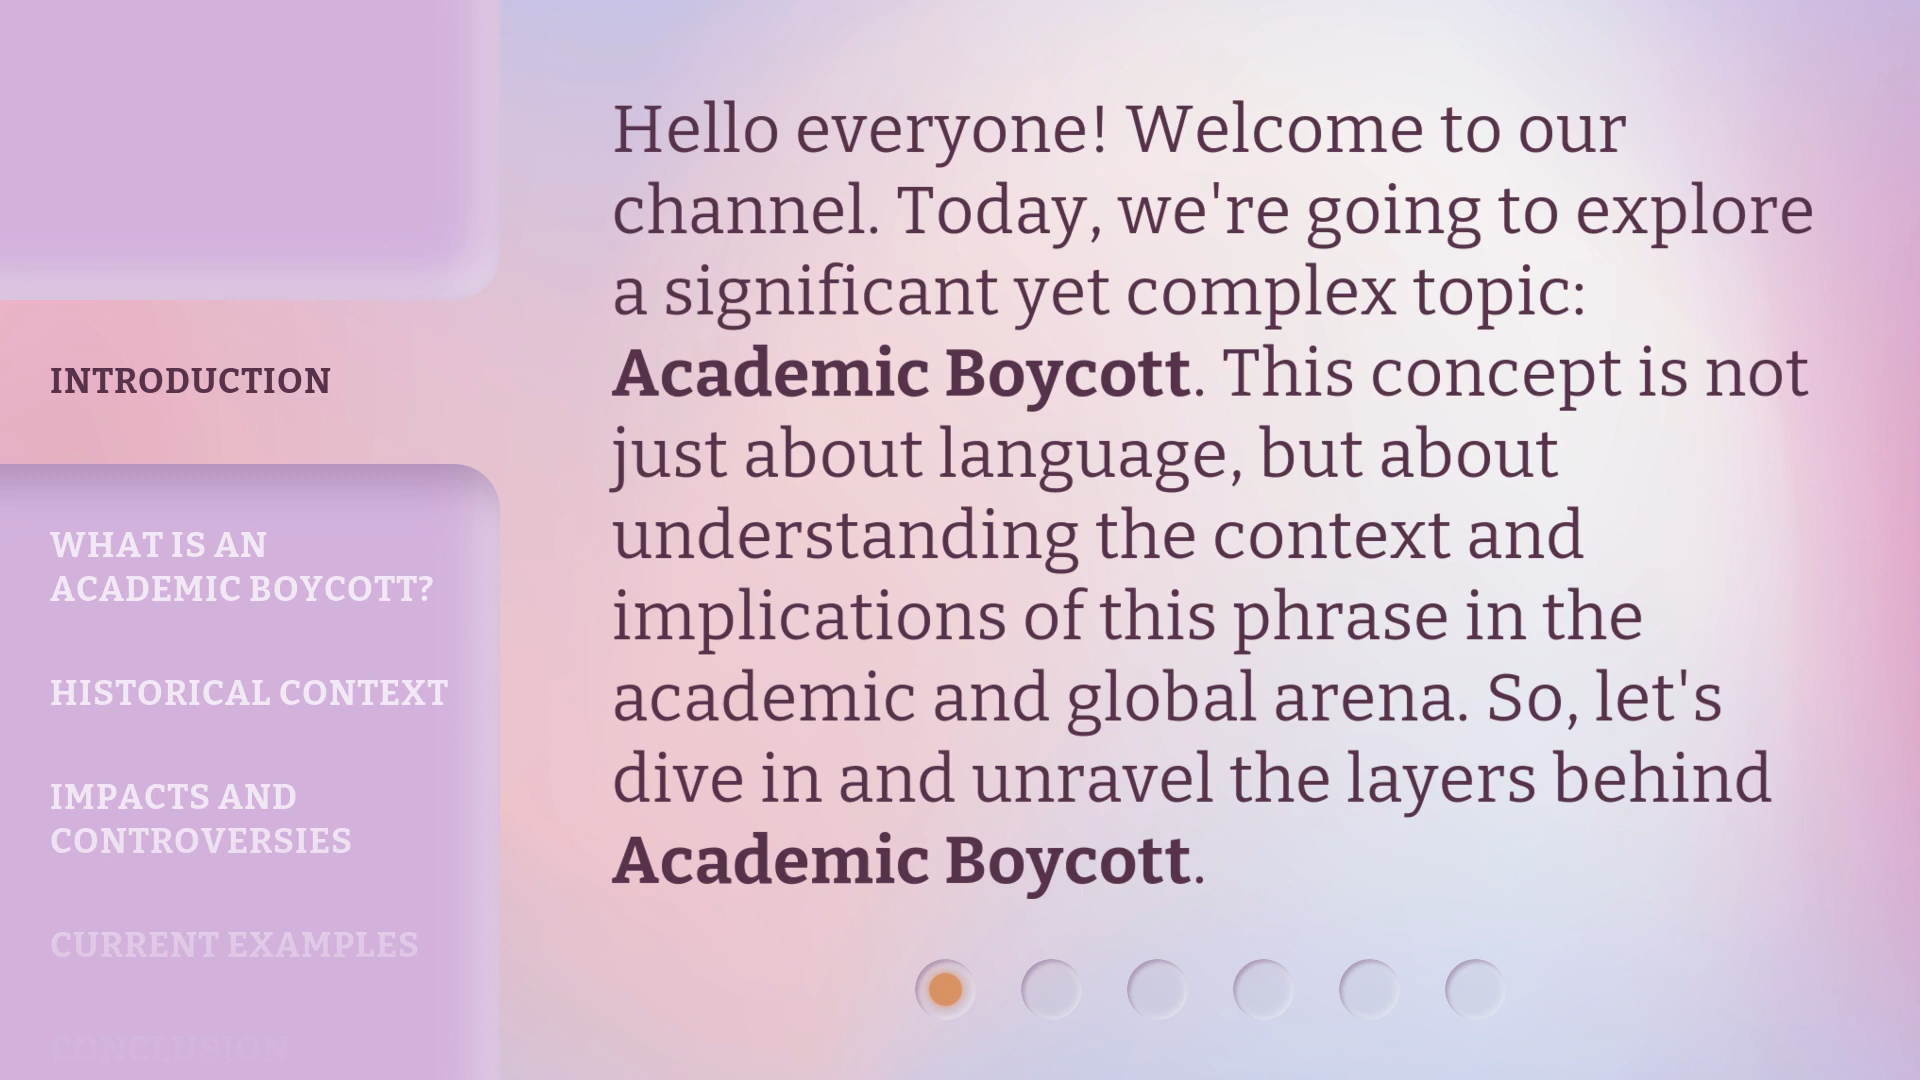 INTRODUCTION
WHAT IS AN
ACADEMIC BOYCOTT?
HISTORICAL CONTEXT
IMPACTS AND
CONTROVERSIES
CURRENT EXAMPLES
CONCLUSION
Hello everyone! Welcome to our
channel. Today, we're going to explore
a significant yet complex topic:
Academic Boycott. This concept is not
just about language, but about
understanding the context and
implications of this phrase in the
academic and global arena. So, let's
dive in and unravel the layers behind
Academic Boycott.